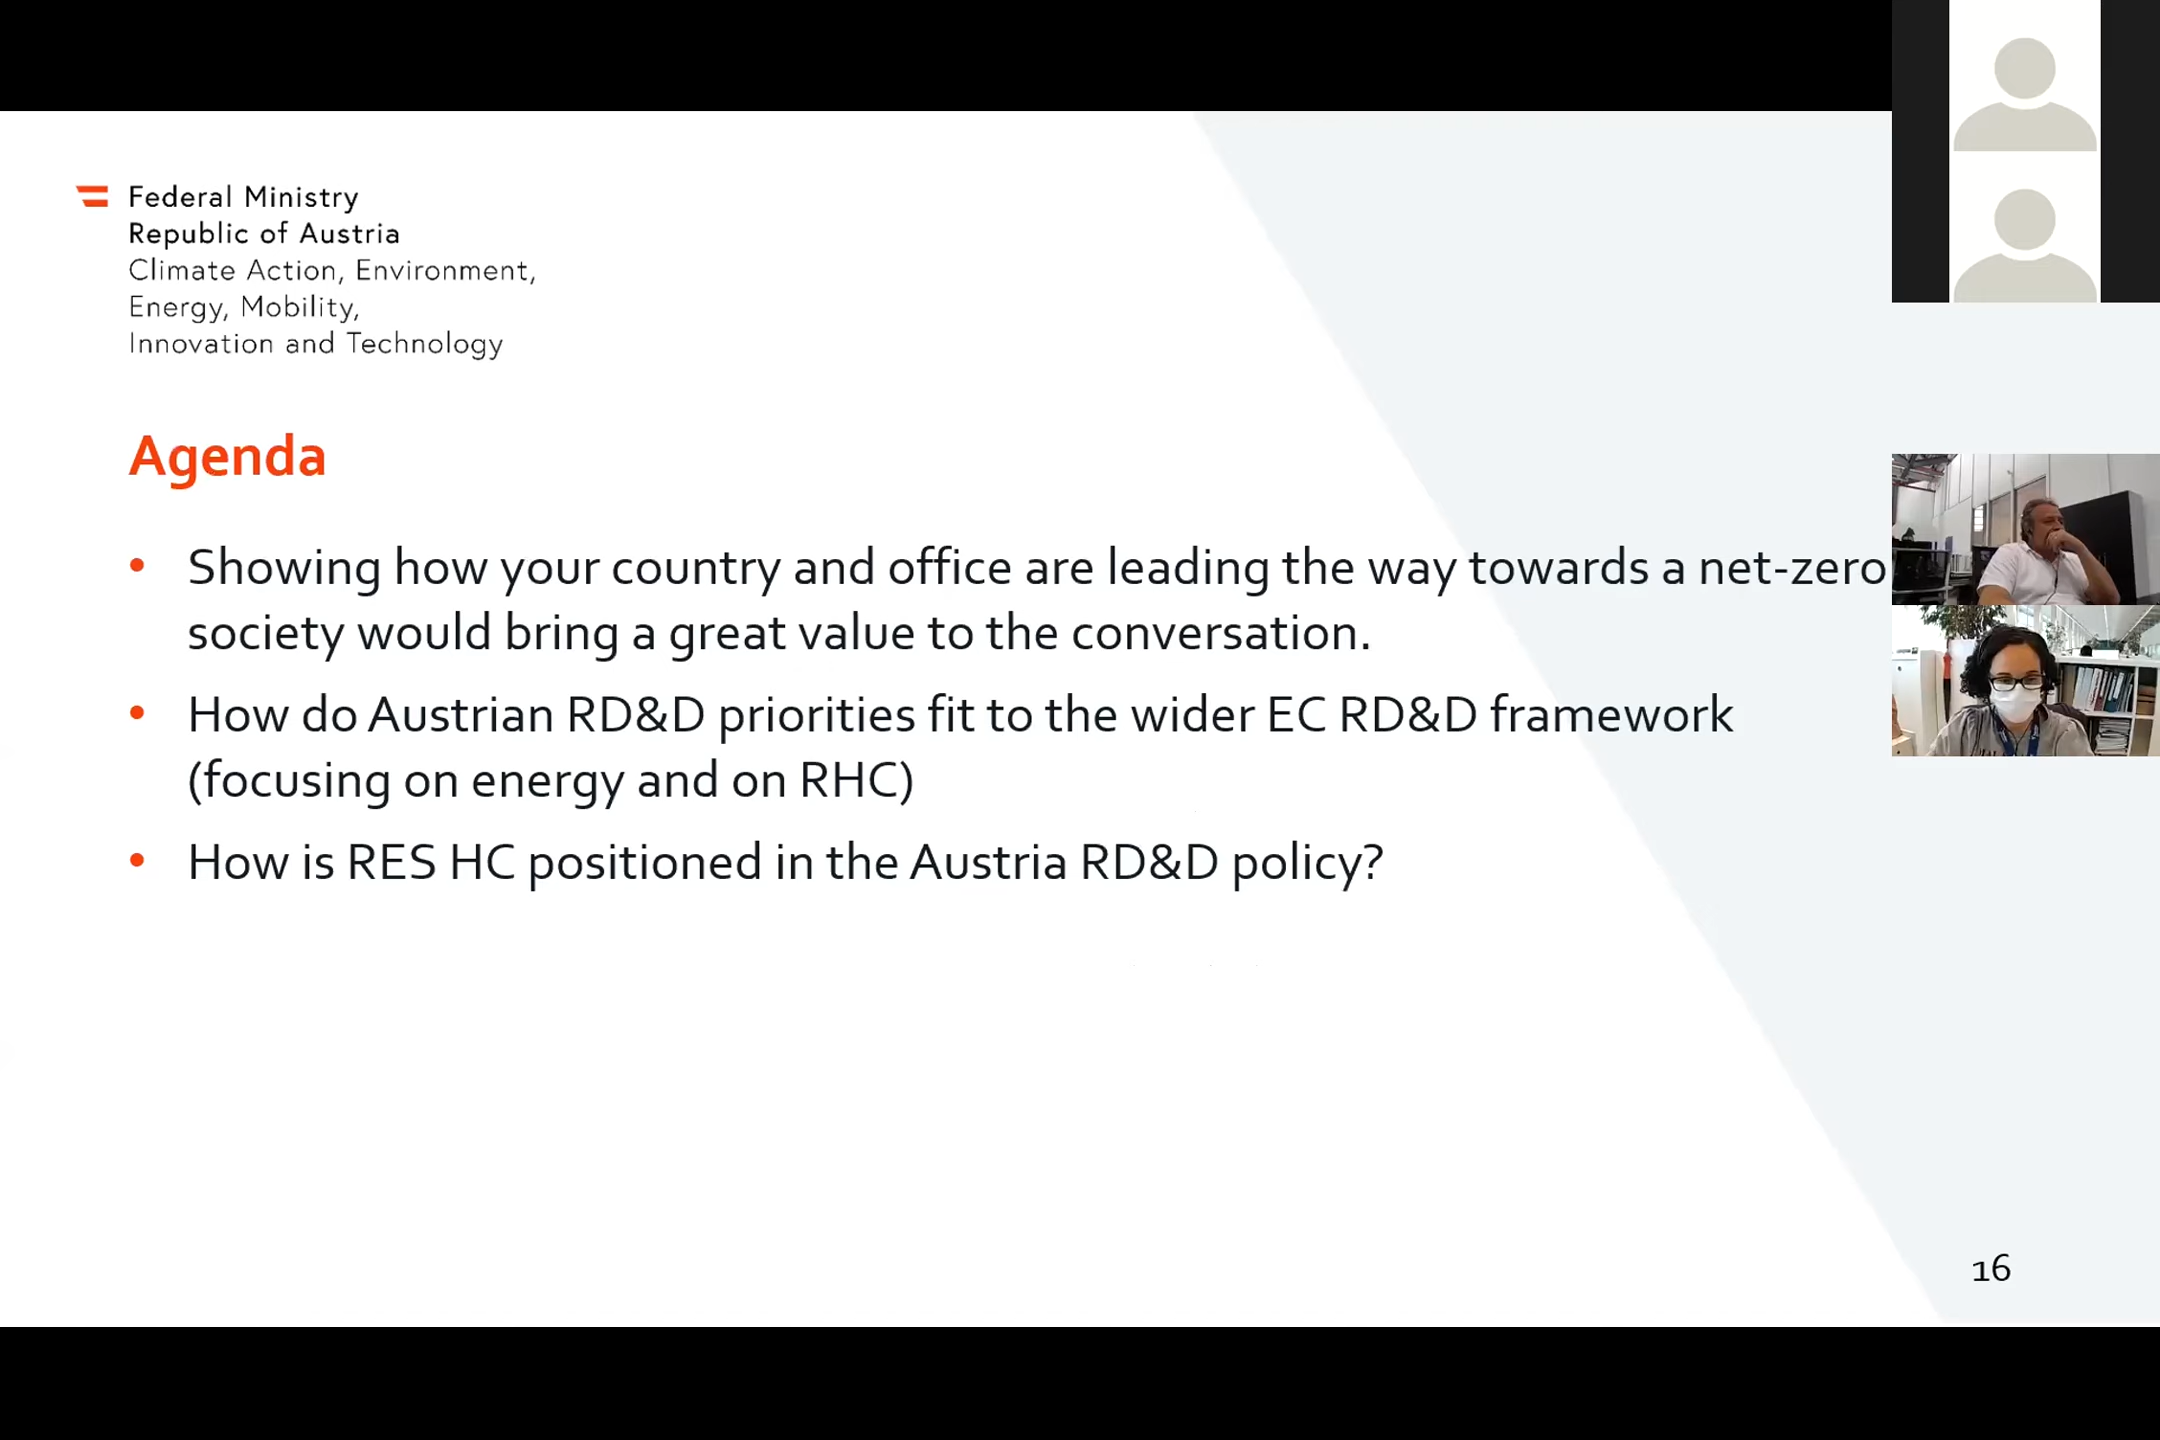 Federal Ministry
Republic of Austria
Climate Action, Environment,
Energy, Mobility,
Innovation and Technology
Agenda
• Showing how your country and office are leading the way towards a net-zero
society would bring a great value to the conversation.
• How do Austrian RD&D priorities fit to the wider EC RD&D framework
(focusing on energy and on RHC)
• How is RES HC positioned in the Austria RD&D policy?
16